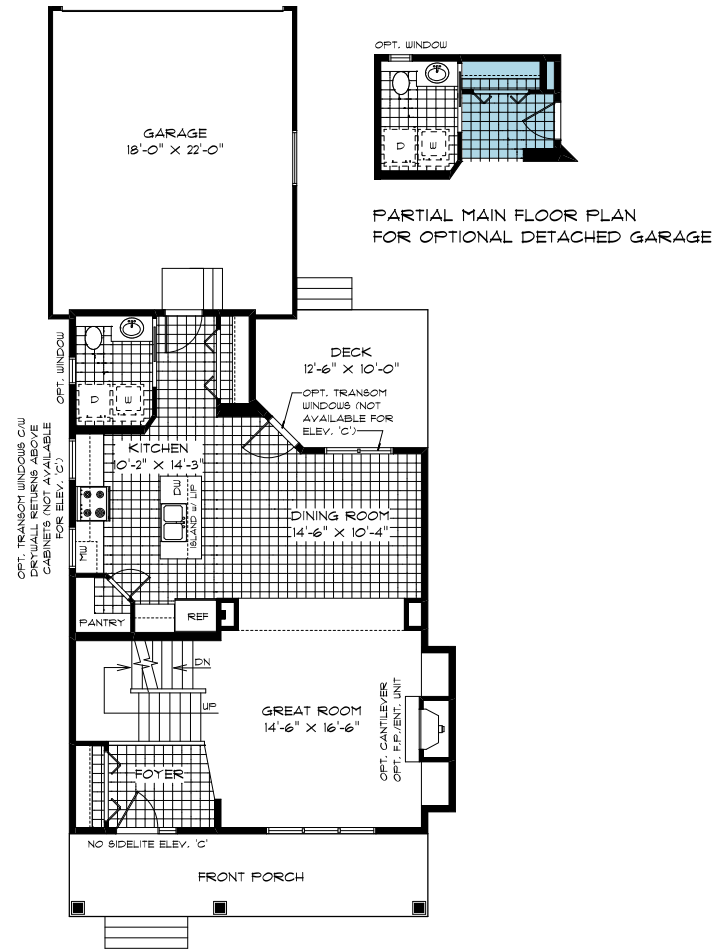 OPT. WINDOW
D
W
PARTIAL MAIN FLOOR PLAN
FOR OPTIONAL DETACHED GARAGE
GARAGE
18'-0" X 22'-0"
OPT. WINDOW
D
W
DECK
12'-6" X 10'-0"
OPT. TRANSOM
WINDOWS (NOT
AVAILABLE FOR
ELEV. 'C')
OPT. TRANSOM WINDOWS C/W
DRYWALL RETURNS ABOVE
CABINETS (NOT AVAILABLE
FOR ELEV. 'C')
KITCHEN
10'-2" X 14'-3"
DW
ISLAND W/ LIP
DINING ROOM
14'-6" X 10'-4"
MW
PANTRY
REF
DN
UP
GREAT ROOM
14'-6" X 16'-6"
OPT. CANTILEVER
OPT. F.P./ENT. UNIT
FOYER
NO SIDELITE ELEV. 'C'
FRONT PORCH